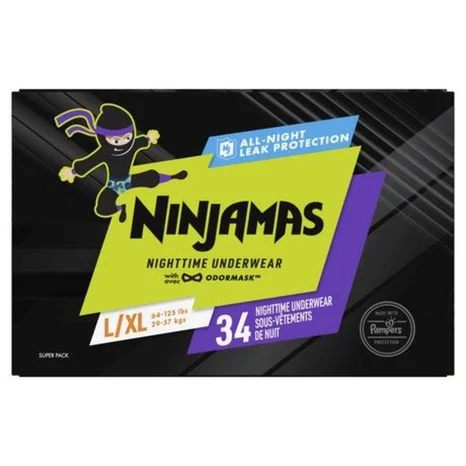 ALL-NIGHT
LEAK PROTECTION
NINJAMAS
NIGHTTIME UNDERWEAR
with
avec
ODORMASK™
L/XL
64-125 lbs
29-57 kgs
34
NIGHTTIME UNDERWEAR
SOUS-VÊTEMENTS
DE NUIT
MADE WITH
Pampers
PROTECTION
SUPER PACK